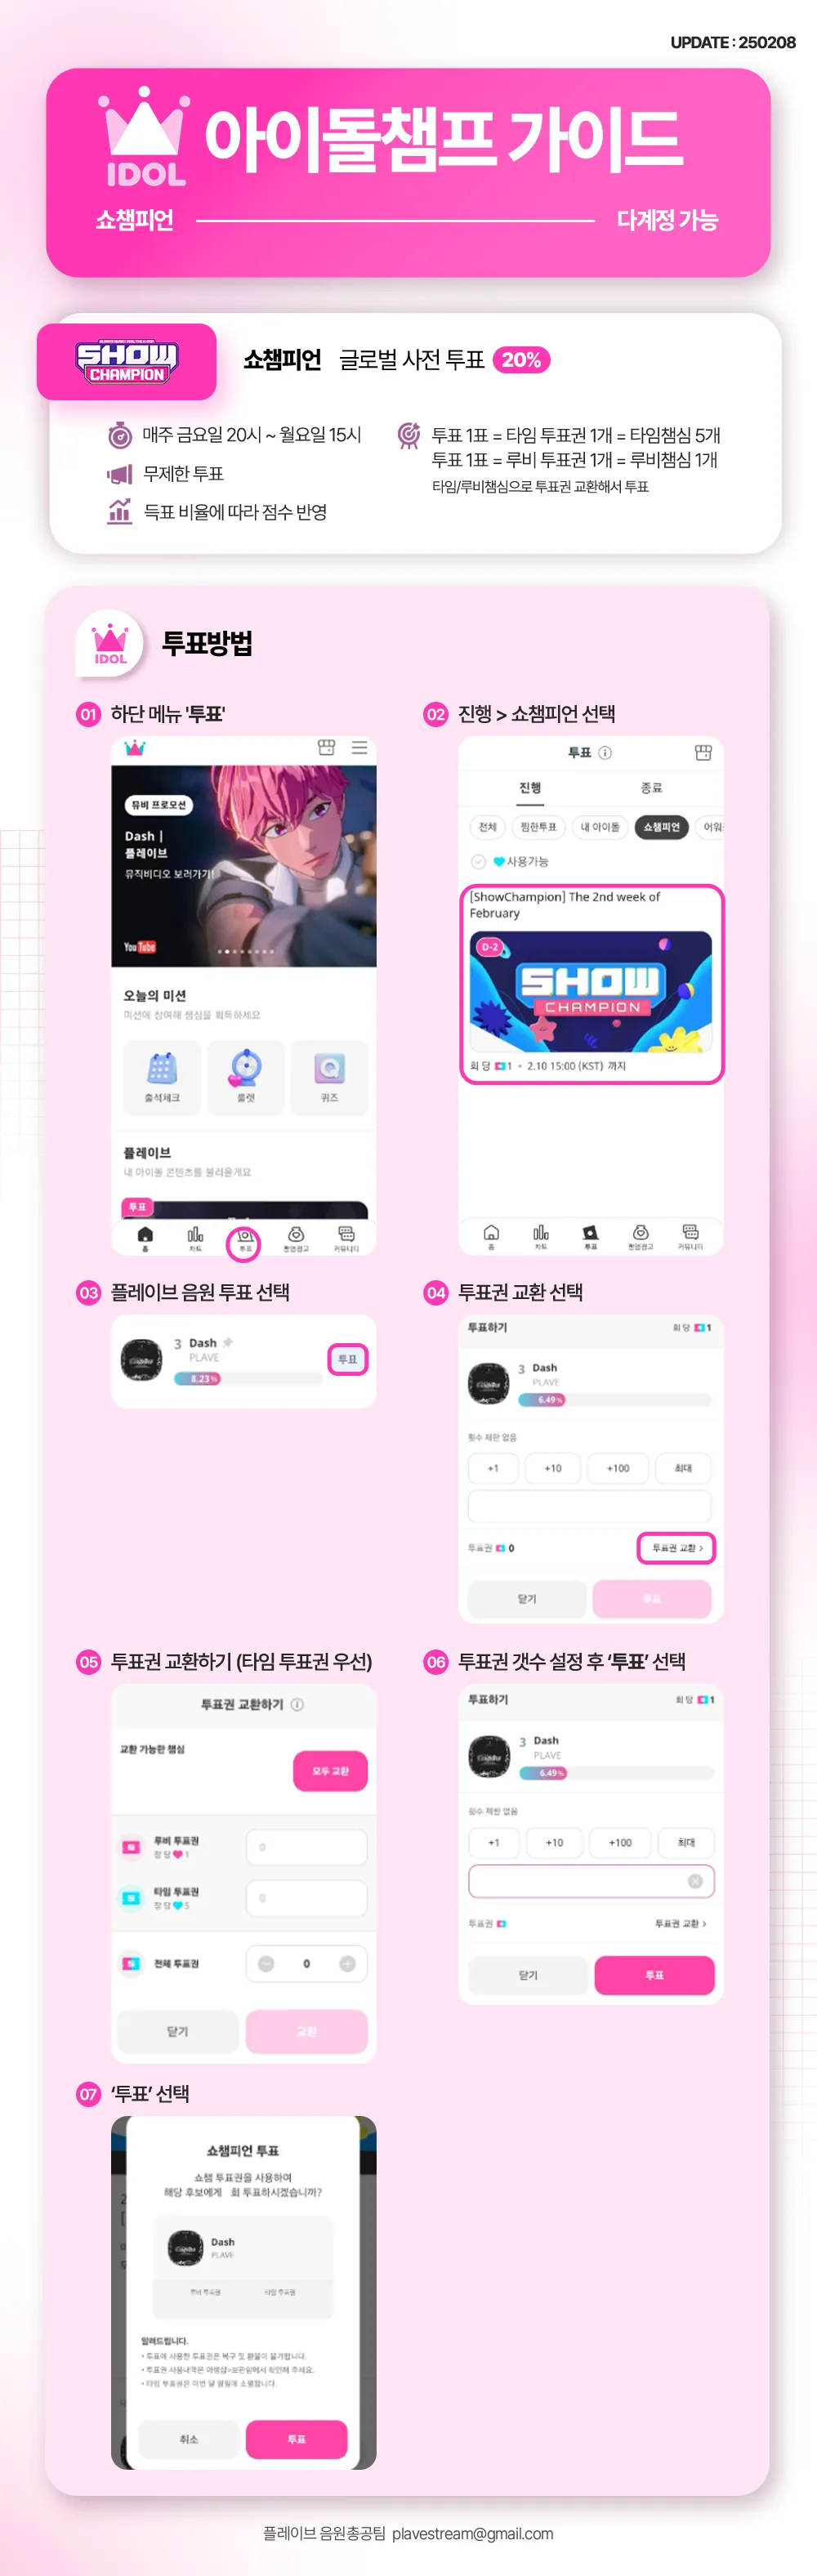 UPDATE : 250208
IDOL
아이돌챔프 가이드
쇼챔피언
다계정 가능
SHOW
CHAMPION
쇼챔피언 글로벌 사전 투표 20%
매주 금요일 20시 ~ 월요일 15시
무제한 투표
득표 비율에 따라 점수 반영
투표 1표 = 타임 투표권 1개 = 타임챔심 5개
투표 1표 = 루비 투표권 1개 = 루비챔심 1개
타임/루비챔심으로 투표권 교환해서 투표
IDOL
투표방법
01 하단 메뉴 '투표'
뮤비 프로모션
Dash |
플레이브
뮤직비디오 보러가기!
YouTube
오늘의 미션
미션에 참여해 챔심을 획득하세요
출석체크
룰렛
퀴즈
플레이브
내 아이돌 콘텐츠를 불러올게요
투표
홈
차트
투표
팬덤광고
커뮤니티
02 진행 > 쇼챔피언 선택
투표
진행
종료
전체
찜한투표
내 아이돌
쇼챔피언
어워
사용가능
[ShowChampion] The 2nd week of
February
D-2
SHOW
CHAMPION
회 당 1 • 2.10 15:00 (KST) 까지
홈
차트
투표
팬덤광고
커뮤니티
03 플레이브 음원 투표 선택
3 Dash
PLAVE
8.23%
투표
04 투표권 교환 선택
투표하기
회 당 1
3 Dash
PLAVE
6.49%
횟수 제한 없음
+1
+10
+100
최대
투표권 0
투표권 교환 >
닫기
투표
05 투표권 교환하기 (타임 투표권 우선)
투표권 교환하기
교환 가능한 챔심
모두 교환
루비 투표권
장 당 1
0
타임 투표권
장 당 5
0
전체 투표권
0
닫기
교환
06 투표권 갯수 설정 후 ‘투표’ 선택
투표하기
회 당 1
3 Dash
PLAVE
6.49%
횟수 제한 없음
+1
+10
+100
최대
투표권
투표권 교환 >
닫기
투표
07 ‘투표’ 선택
쇼챔피언 투표
쇼챔 투표권을 사용하여
해당 후보에게 회 투표하시겠습니까?
Dash
PLAVE
루비 투표권
타임 투표권
알려드립니다.
• 투표에 사용한 투표권은 복구 및 환불이 불가합니다.
• 투표권 사용내역은 마이샵>보관함에서 확인해 주세요.
• 타임 투표권은 이번 달 말일에 소멸합니다.
취소
투표
플레이브 음원총공팀 plavestream@gmail.com